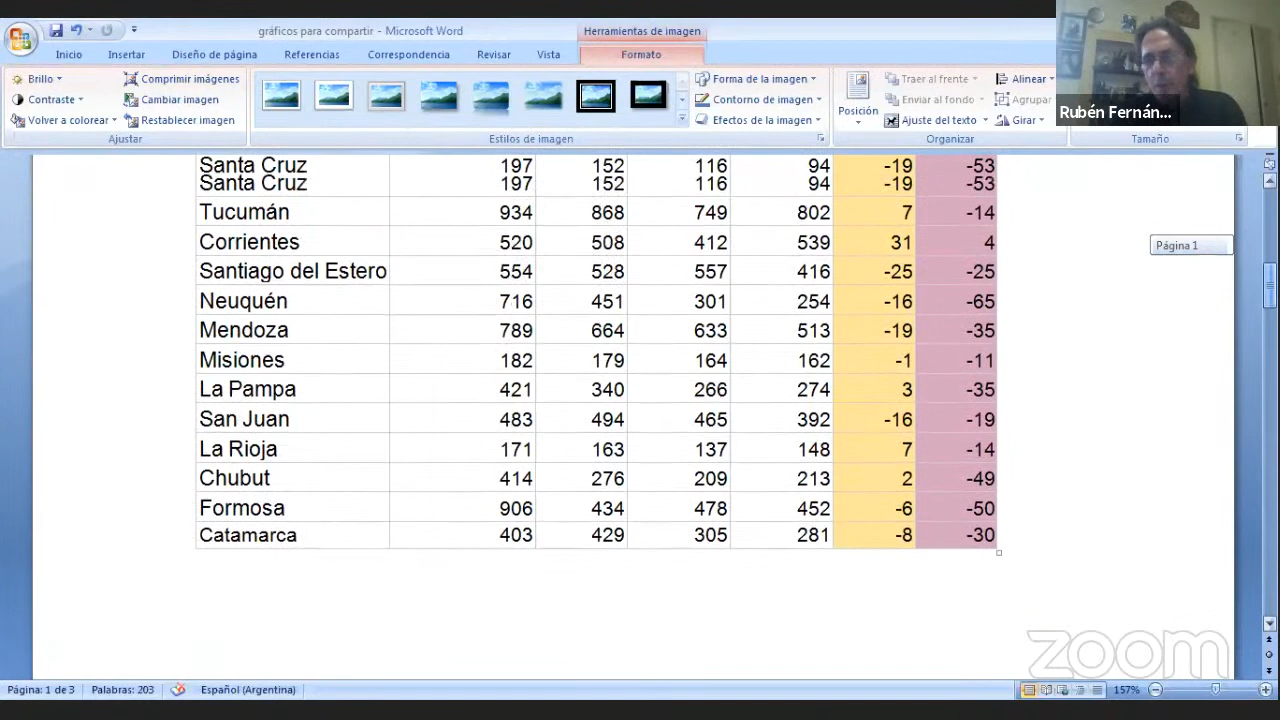 gráficos para compartir - Microsoft Word
Herramientas de imagen
Inicio Insertar Diseño de página Referencias Correspondencia Revisar Vista Formato
Brillo
Contraste
Volver a colorear
Comprimir imágenes
Cambiar imagen
Restablecer imagen
Ajustar
Estilos de imagen
Forma de la imagen
Contorno de imagen
Efectos de la imagen
Posición
Traer al frente
Enviar al fondo
Ajuste del texto
Alinear
Agrupar
Girar
Organizar
Tamaño
Rubén Fernán...
Santa Cruz 197 152 116 94 -19 -53
Santa Cruz 197 152 116 94 -19 -53
Tucumán 934 868 749 802 7 -14
Corrientes 520 508 412 539 31 4
Santiago del Estero 554 528 557 416 -25 -25
Neuquén 716 451 301 254 -16 -65
Mendoza 789 664 633 513 -19 -35
Misiones 182 179 164 162 -1 -11
La Pampa 421 340 266 274 3 -35
San Juan 483 494 465 392 -16 -19
La Rioja 171 163 137 148 7 -14
Chubut 414 276 209 213 2 -49
Formosa 906 434 478 452 -6 -50
Catamarca 403 429 305 281 -8 -30
Página 1
zoom
Página: 1 de 3 Palabras: 203 Español (Argentina) 157%